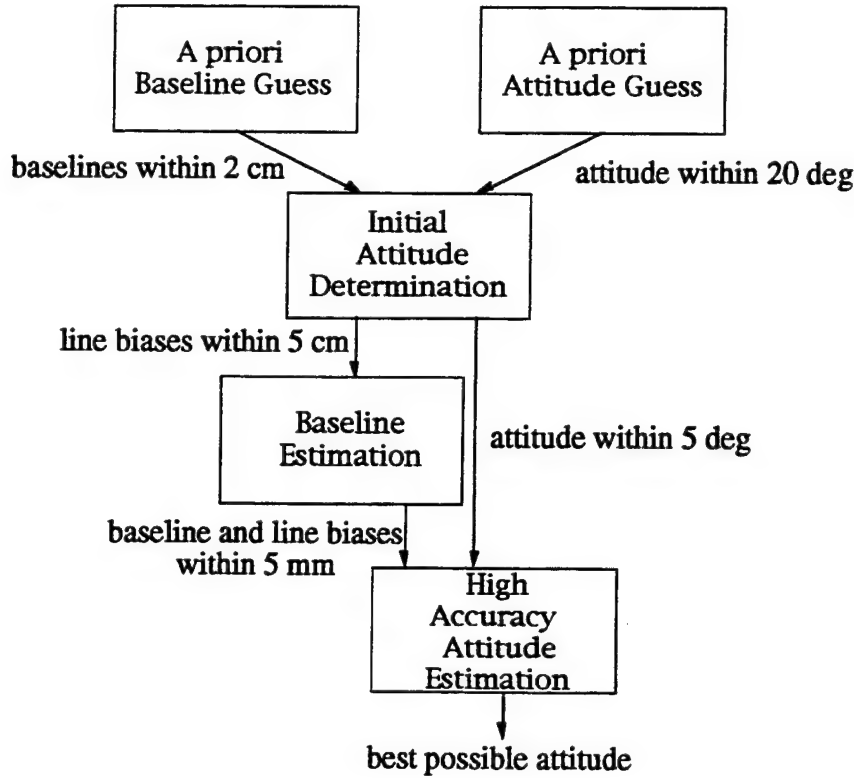 A priori
Baseline Guess
A priori
Attitude Guess
baselines within 2 cm
attitude within 20 deg
Initial
Attitude
Determination
line biases within 5 cm
Baseline
Estimation
attitude within 5 deg
baseline and line biases
within 5 mm
High
Accuracy
Attitude
Estimation
best possible attitude